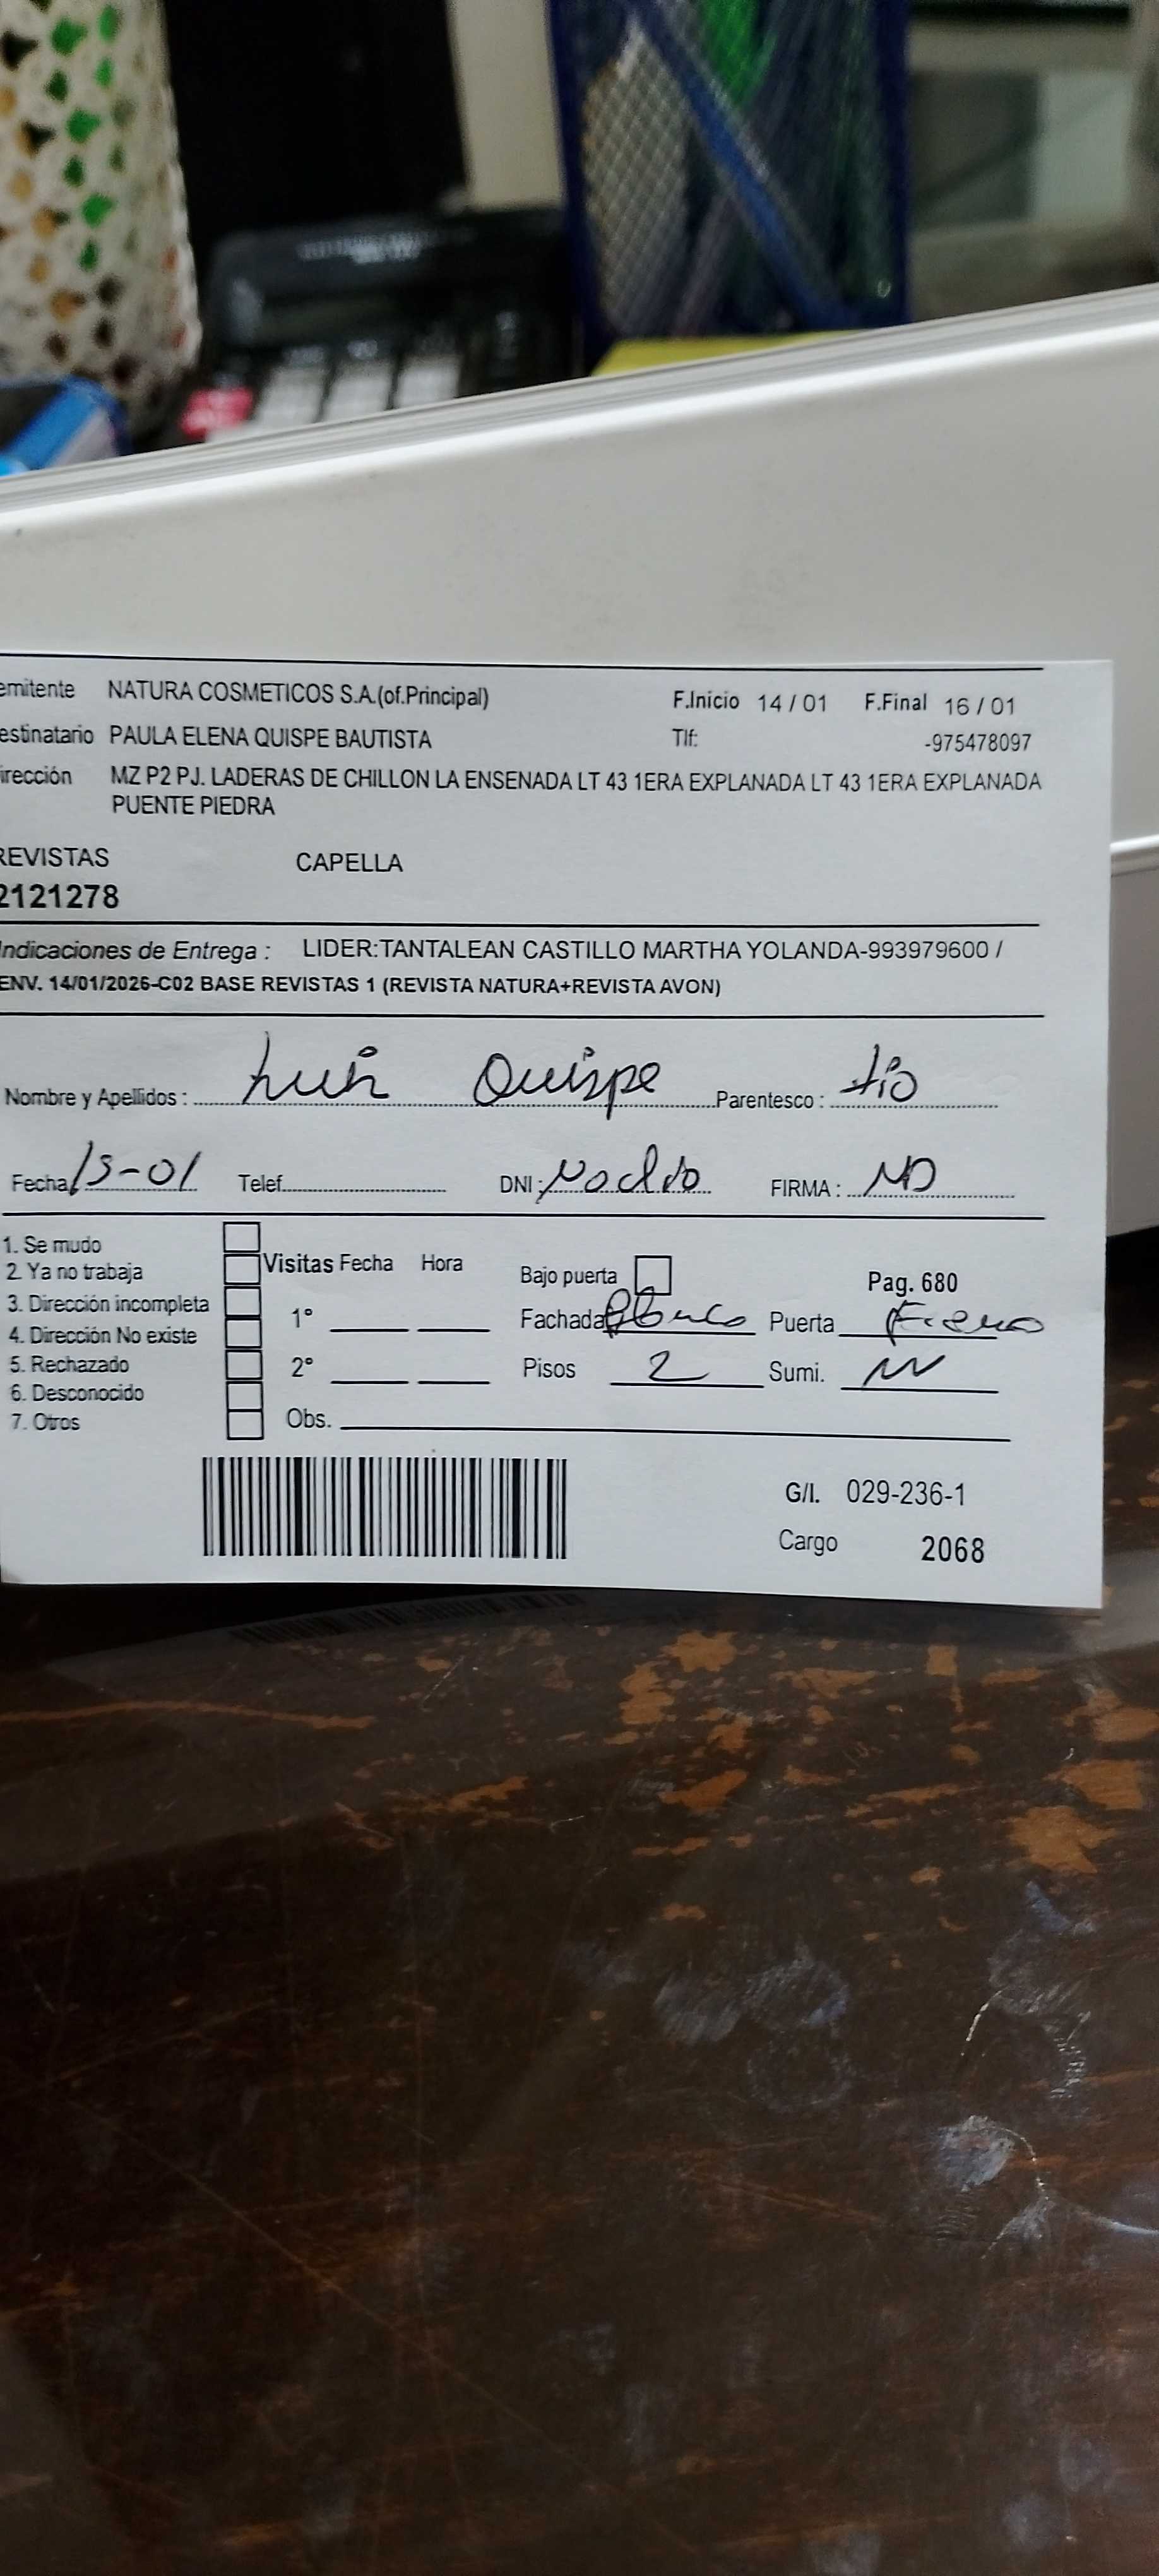 emitente NATURA COSMETICOS S.A.(of.Principal) F.Inicio 14 / 01 F.Final 16 / 01
estinatario PAULA ELENA QUISPE BAUTISTA Tlf: -975478097
irección MZ P2 PJ. LADERAS DE CHILLON LA ENSENADA LT 43 1ERA EXPLANADA LT 43 1ERA EXPLANADA
PUENTE PIEDRA
REVISTAS CAPELLA
2121278
Indicaciones de Entrega : LIDER:TANTALEAN CASTILLO MARTHA YOLANDA-993979600 /
ENV. 14/01/2026-C02 BASE REVISTAS 1 (REVISTA NATURA+REVISTA AVON)
Nombre y Apellidos : Luis Quispe Parentesco : tio
Fecha 15-01 Telef. DNI : No dio FIRMA : ND
1. Se mudo
2. Ya no trabaja Visitas Fecha Hora Bajo puerta Pag. 680
3. Dirección incompleta 1° Fachada Blanco Puerta Fierro
4. Dirección No existe
5. Rechazado 2° Pisos 2 Sumi.
6. Desconocido
7. Otros Obs.
G/I. 029-236-1
Cargo 2068